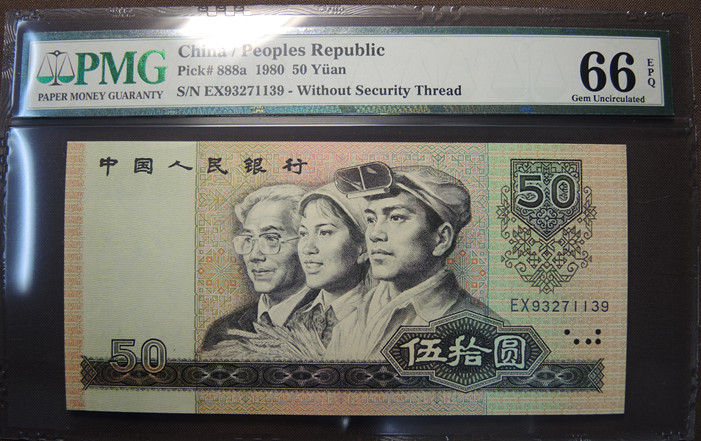 PMG
PAPER MONEY GUARANTY
China / Peoples Republic
Pick# 888a 1980 50 Yüan
S/N EX93271139 - Without Security Thread
66 EPQ
Gem Uncirculated
中国人民银行
50
EX93271139
50
伍拾圆